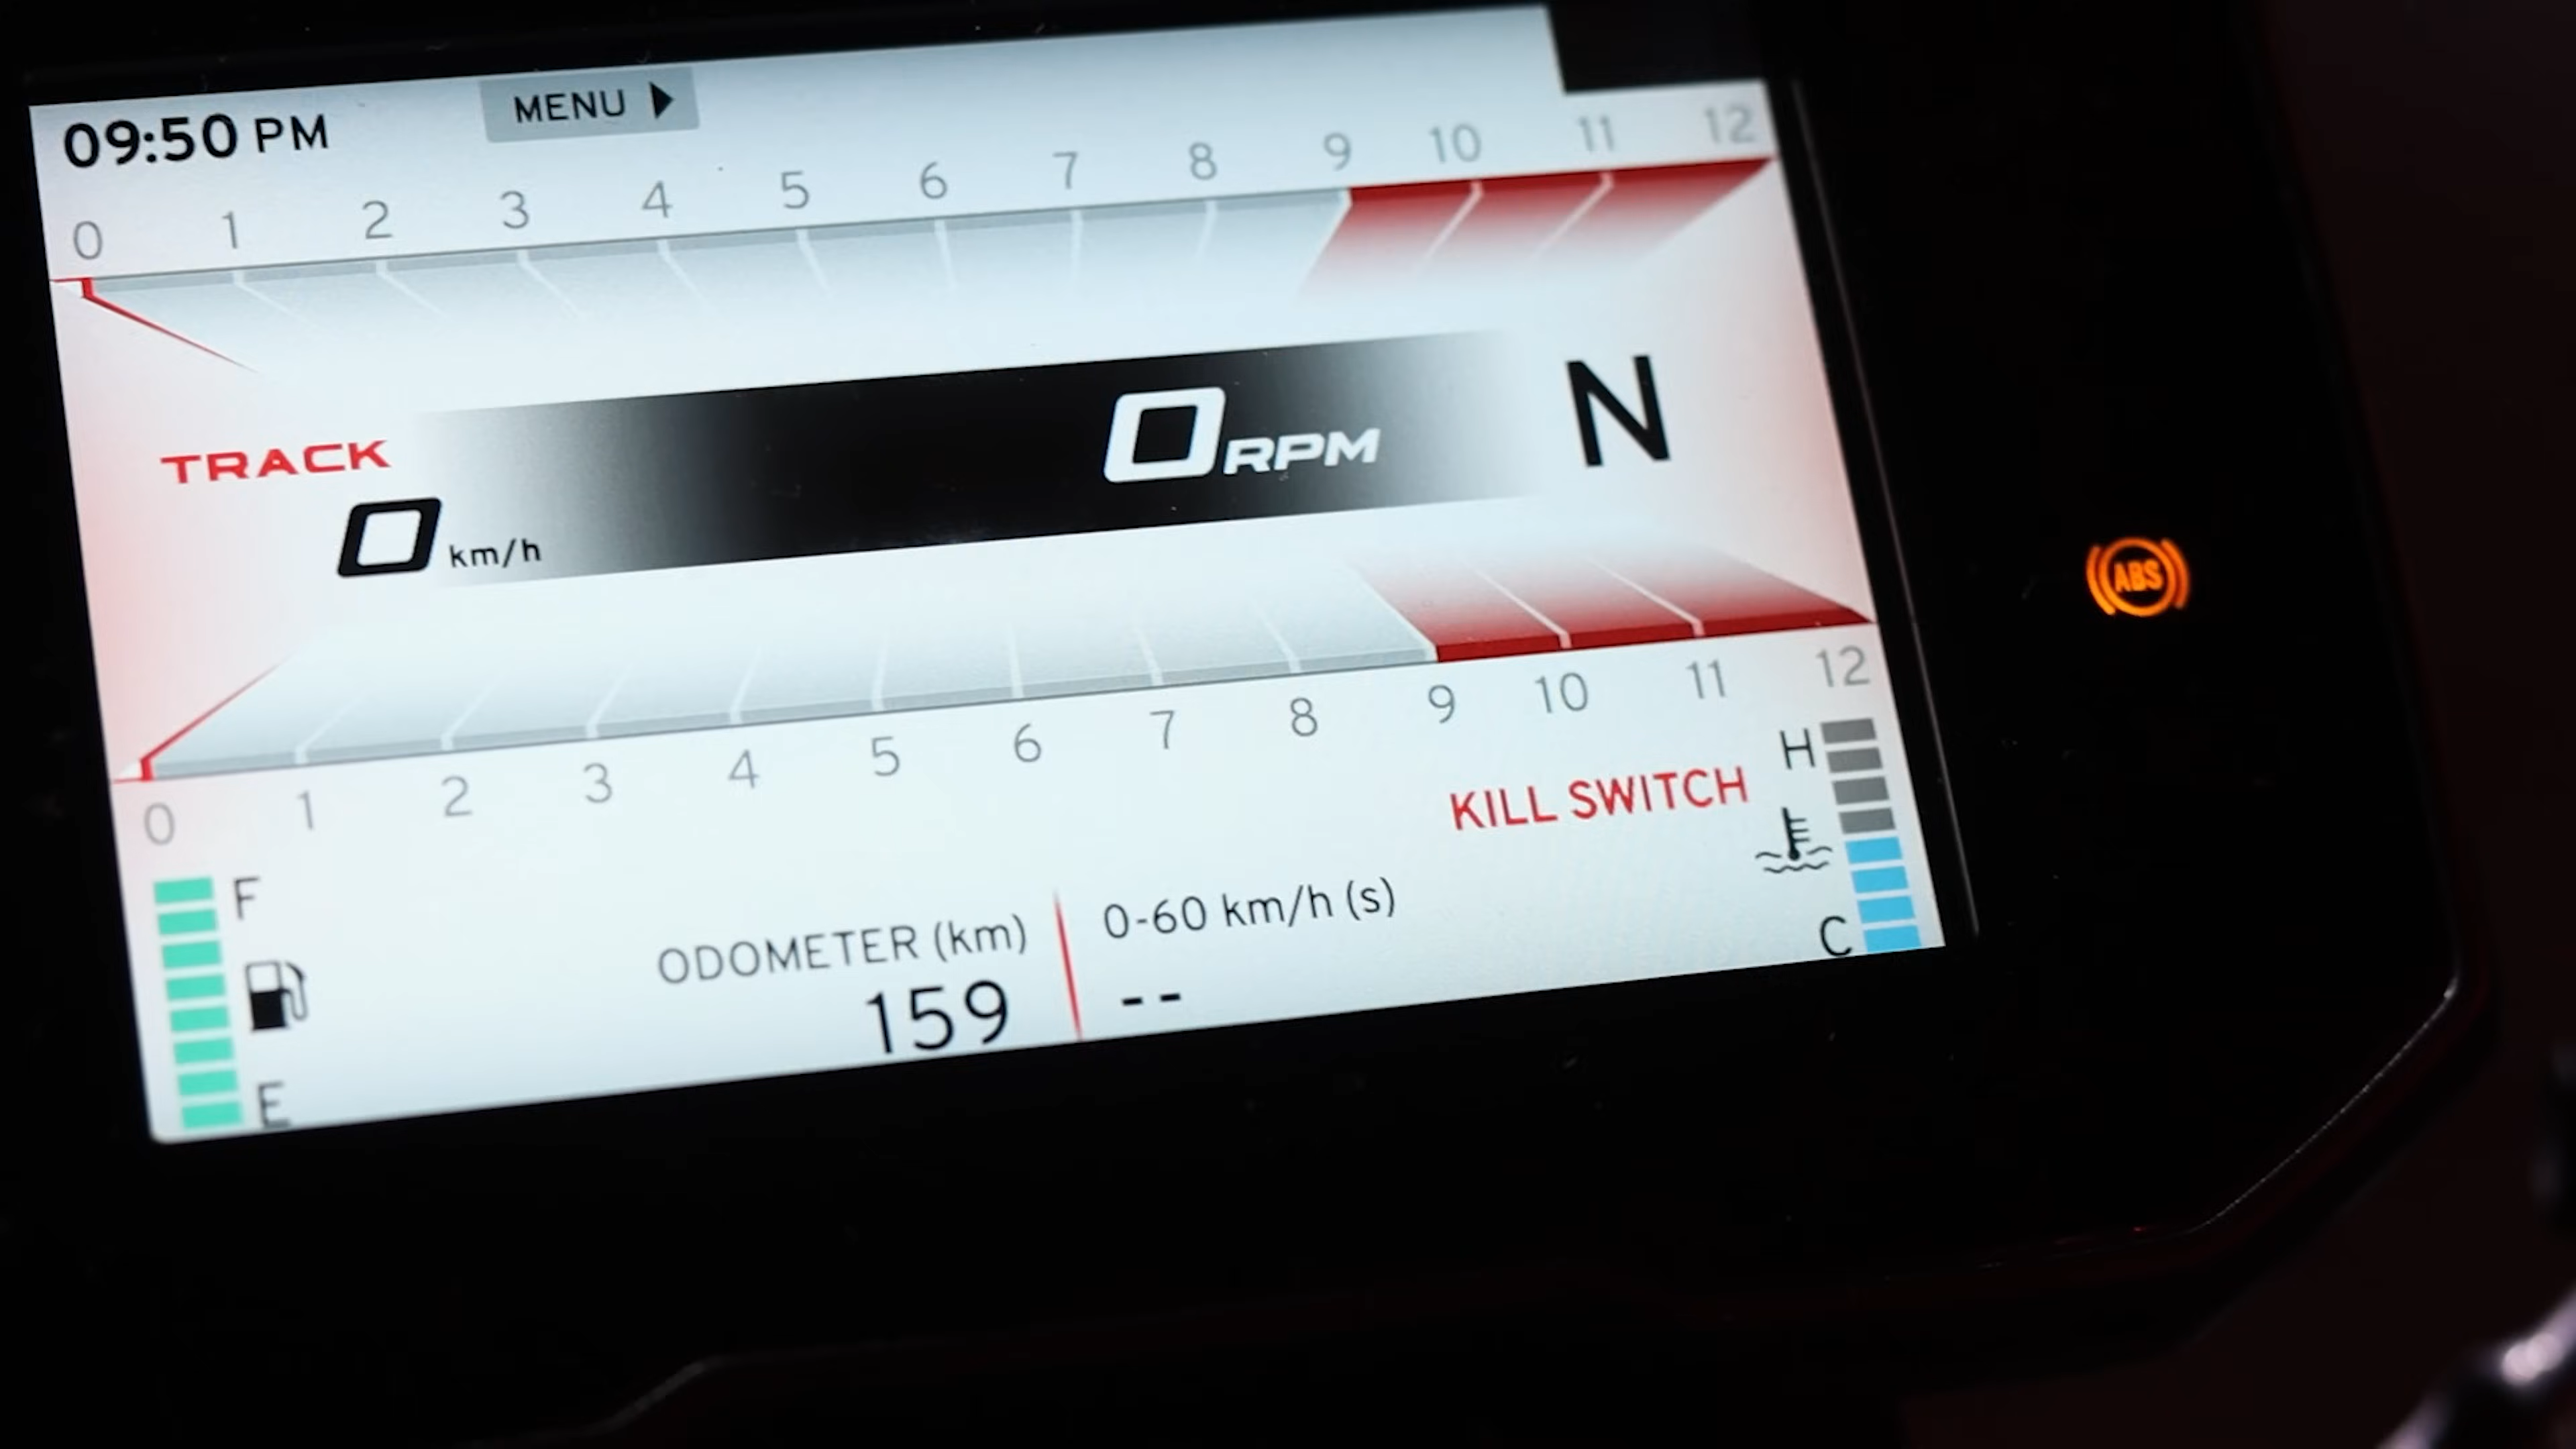 09:50 PM MENU
0 1 2 3 4 5 6 7 8 9 10 11 12
TRACK
0 RPM N
0 km/h
ABS
0 1 2 3 4 5 6 7 8 9 10 11 12
KILL SWITCH
H
C
F
E
ODOMETER (km)
159
0-60 km/h (s)
--